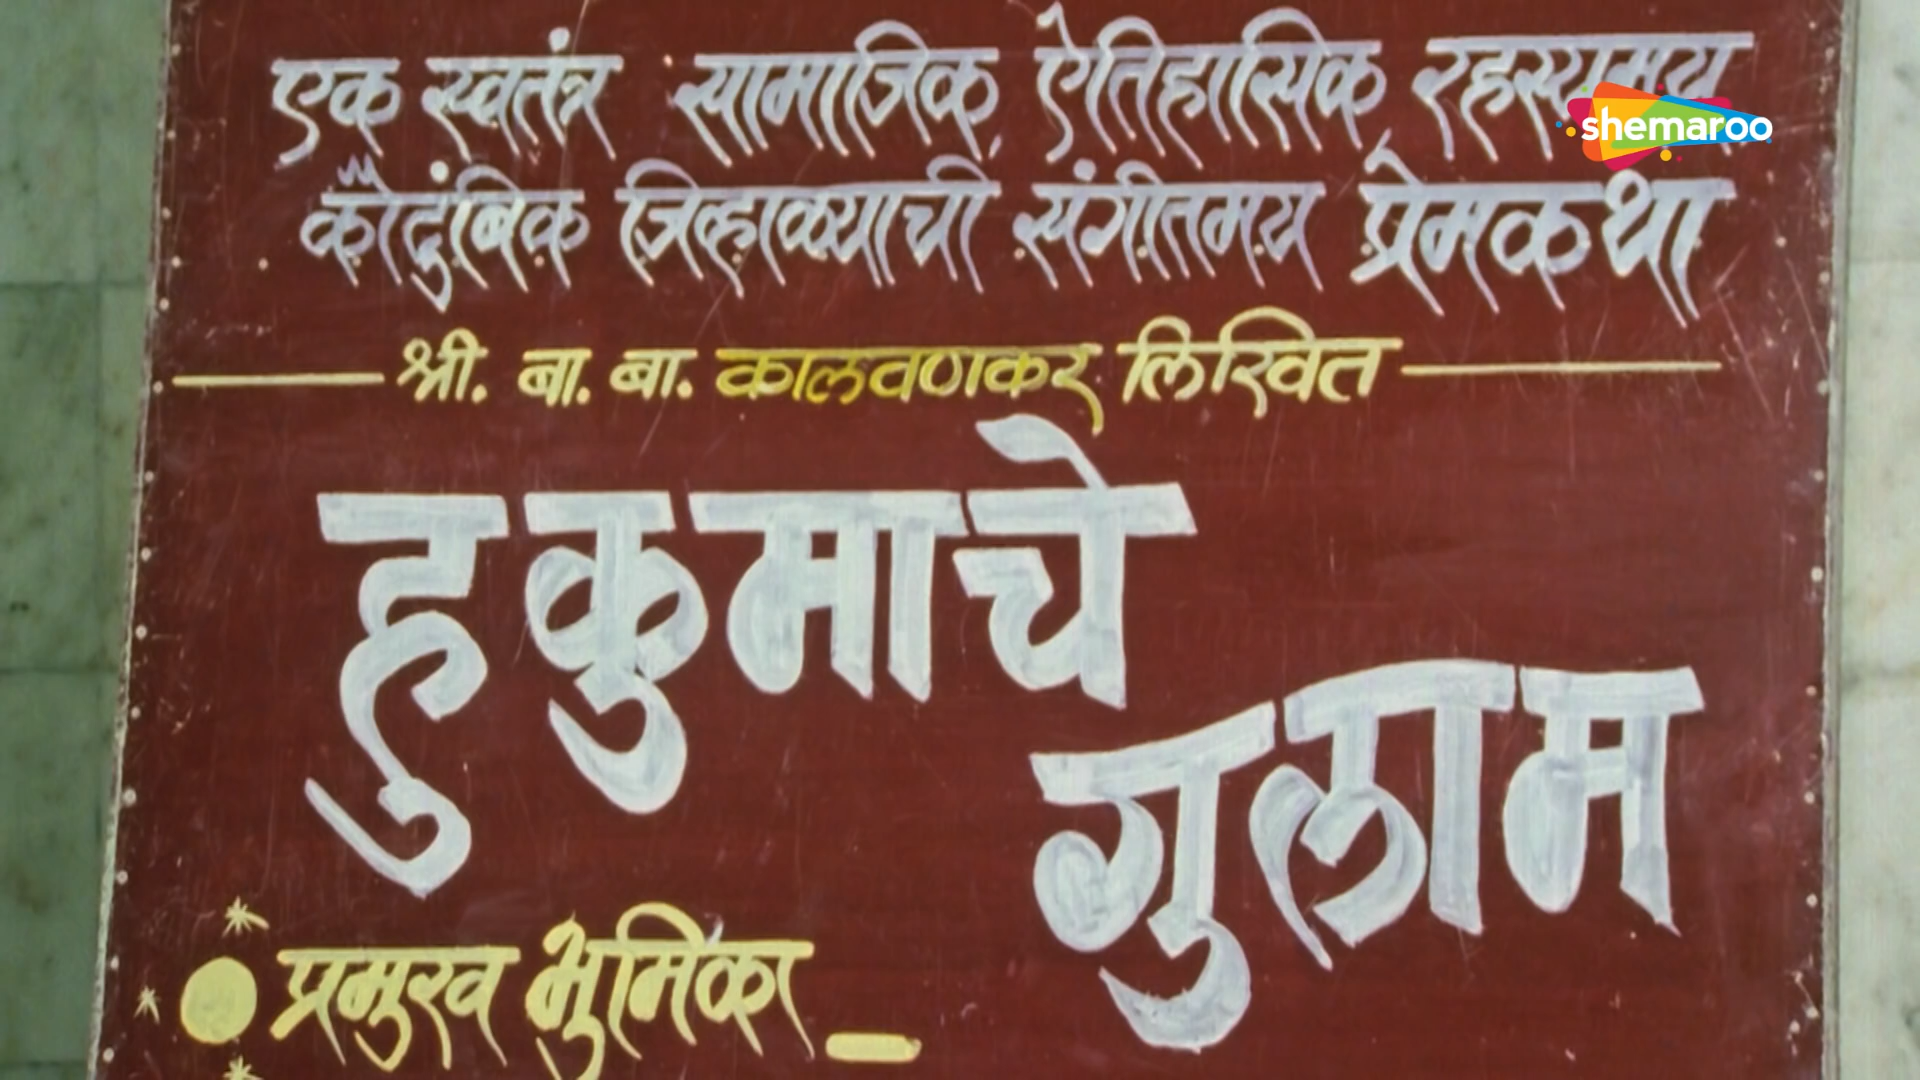 एक स्वतंत्र सामाजिक, ऐतिहासिक, रहस्यमय
shemaroo
कौटुंबिक जिव्हाळ्याची संगीतमय प्रेमकथा
श्री. बा. बा. कालवणकर लिखित
हुकुमाचे
गुलाम
प्रमुख भुमिका _